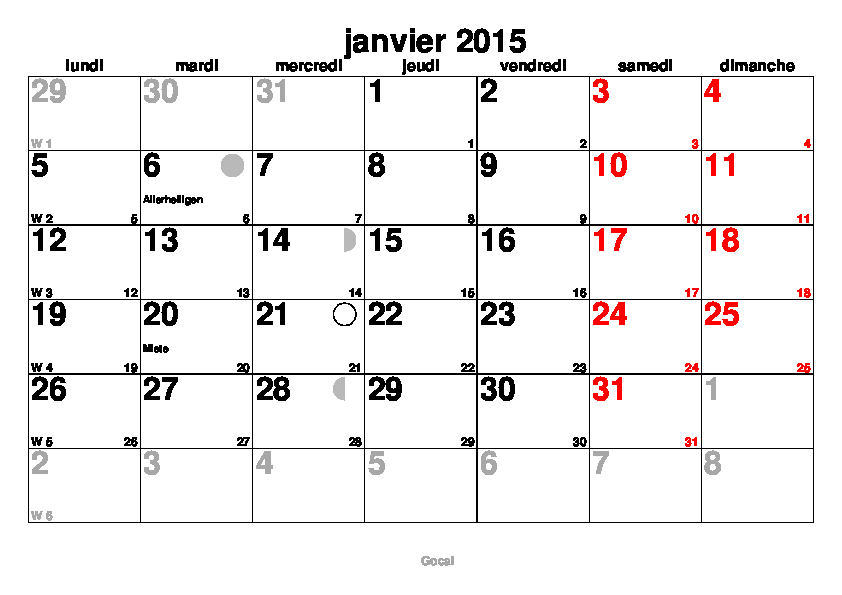 janvier 2015
lundi mardi mercredi jeudi vendredi samedi dimanche
29 30 31 1 2 3 4
W 1 1 2 3 4
5 6 7 8 9 10 11
Allerheiligen
W 2 5 6 7 8 9 10 11
12 13 14 15 16 17 18
W 3 12 13 14 15 16 17 18
19 20 21 22 23 24 25
Miete
W 4 19 20 21 22 23 24 25
26 27 28 29 30 31 1
W 5 26 27 28 29 30 31
2 3 4 5 6 7 8
W 6
Gocal